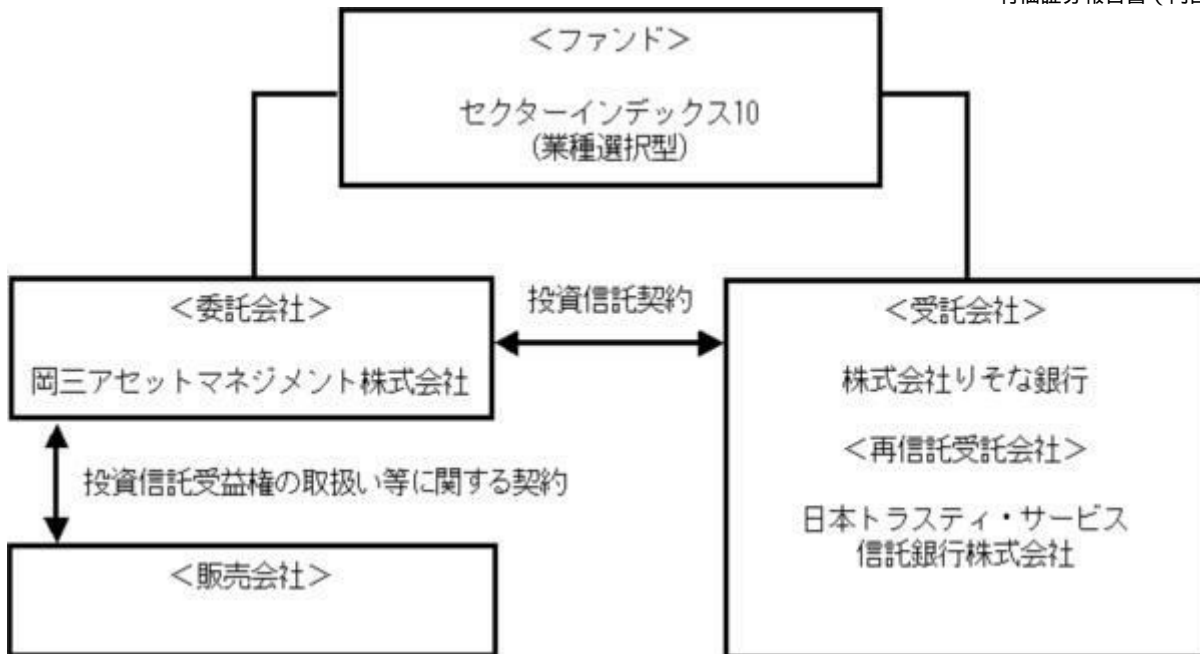 ＜ファンド＞
セクターインデックス10
(業種選択型)
＜委託会社＞
岡三アセットマネジメント株式会社
投資信託契約
＜受託会社＞
株式会社りそな銀行
＜再信託受託会社＞
日本トラスティ・サービス
信託銀行株式会社
投資信託受益権の取扱い等に関する契約
＜販売会社＞